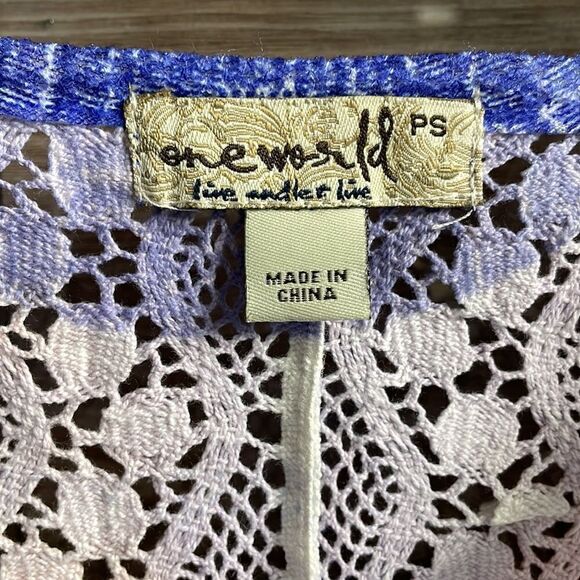 one world PS
live and let live
MADE IN
CHINA